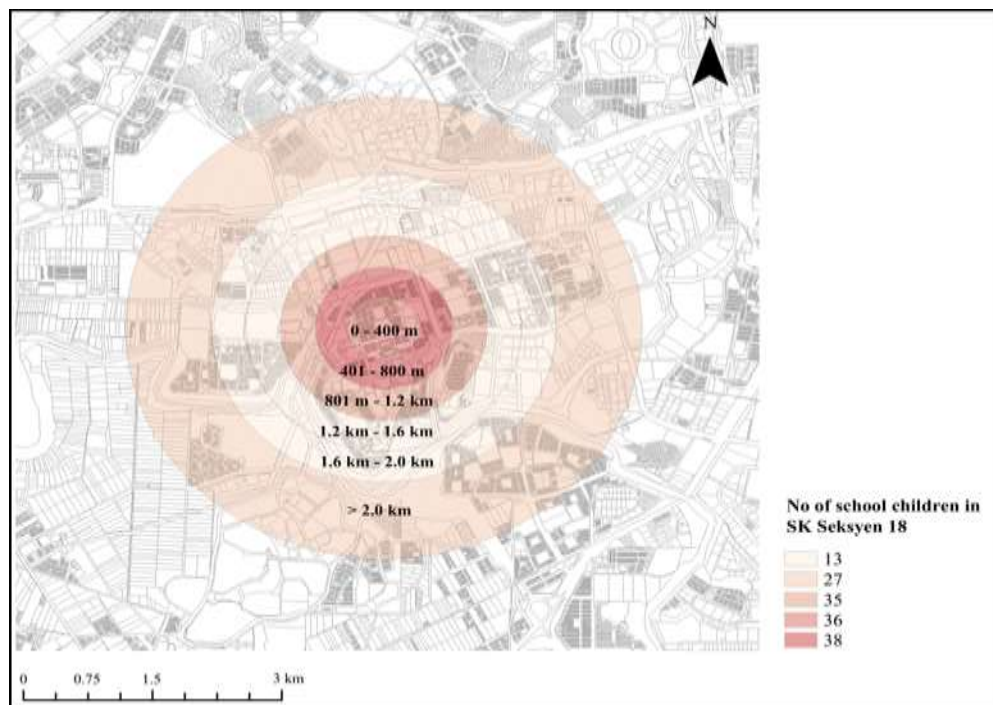 N
0 - 400 m
401 - 800 m
801 m - 1.2 km
1.2 km - 1.6 km
1.6 km - 2.0 km
> 2.0 km
No of school children in
SK Seksyen 18
13
27
35
36
38
0 0.75 1.5 3 km